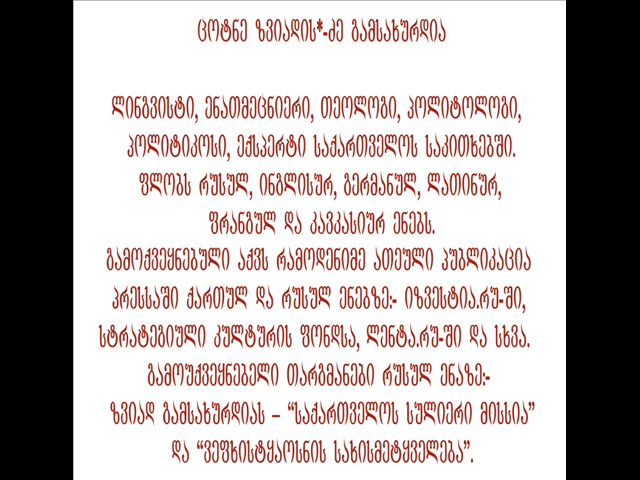 ცოტნე ზვიადის*-ძე გამსახურდია
ლინგვისტი, ენათმეცნიერი, თეოლოგი, პოლიტოლოგი,
პოლიტიკოსი, ექსპერტი საქართველოს საკითხებში.
ფლობს რუსულ, ინგლისურ, გერმანულ, ლათინურ,
ფრანგულ და კავკასიურ ენებს.
გამოქვეყნებული აქვს რამოდენიმე ათეული პუბლიკაცია
პრესსაში ქართულ და რუსულ ენებზე:- იზვესტია.რუ-ში,
სტრატეგიული კულტურის ფონდსა, ლენტა.რუ-ში და სხვა.
გამოუქვეყნებელი თარგმანები რუსულ ენაზე:-
ზვიად გამსახურდიას – “საქართველოს სულიერი მისსია”
და “ვეფხისტყაოსნის სახისმეტყველება”.